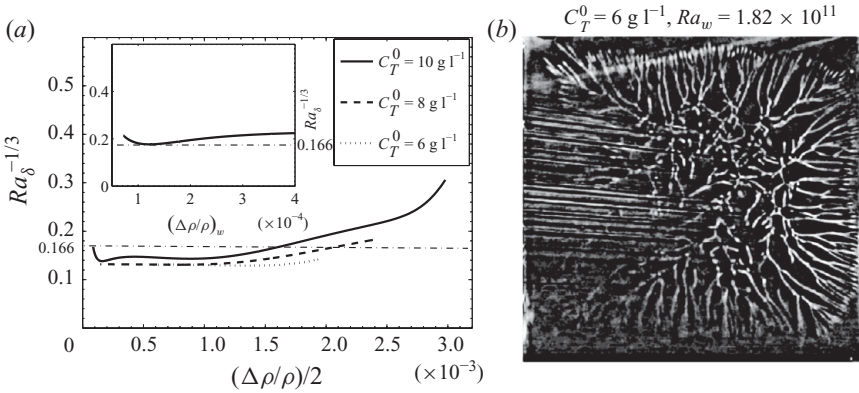 (a)
0.5
0.4
0.3
0.2
0.166
0.1
0
0.5
1.0
1.5
2.0
2.5
3.0
(×10⁻³)
(Δρ/ρ)/2
Ra_δ^{-1/3}
0.4
0.2
0
1
2
3
4
(Δρ/ρ)_w
(×10⁻⁴)
Ra_δ^{-1/3}
0.166
C_T^0 = 10 g l⁻¹
C_T^0 = 8 g l⁻¹
C_T^0 = 6 g l⁻¹
(b)
C_T^0 = 6 g l⁻¹, Ra_w = 1.82 × 10¹¹